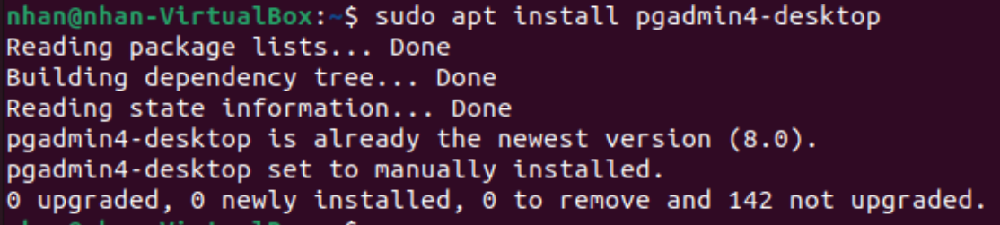 nhan@nhan-VirtualBox:~$ sudo apt install pgadmin4-desktop
Reading package lists... Done
Building dependency tree... Done
Reading state information... Done
pgadmin4-desktop is already the newest version (8.0).
pgadmin4-desktop set to manually installed.
0 upgraded, 0 newly installed, 0 to remove and 142 not upgraded.